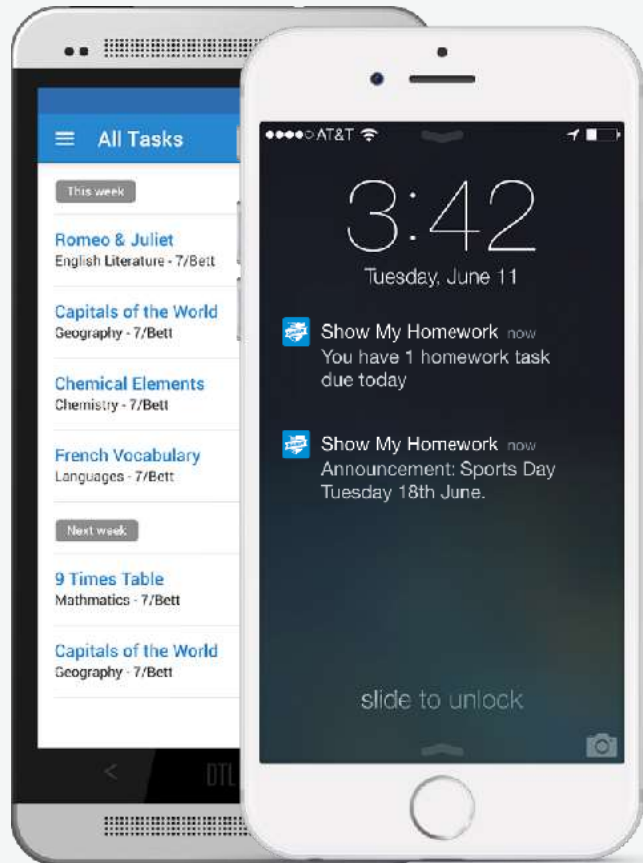 All Tasks
This week
Romeo & Juliet
English Literature - 7/Bett
Capitals of the World
Geography - 7/Bett
Chemical Elements
Chemistry - 7/Bett
French Vocabulary
Languages - 7/Bett
Next week
9 Times Table
Mathmatics - 7/Bett
Capitals of the World
Geography - 7/Bett
DTL
AT&T
3:42
Tuesday, June 11
Show My Homework now
You have 1 homework task
due today
Show My Homework now
Announcement: Sports Day
Tuesday 18th June.
slide to unlock